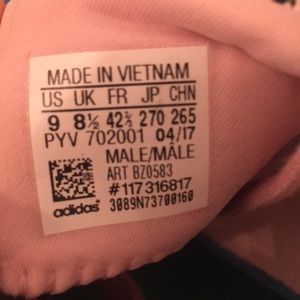 MADE IN VIETNAM
US UK FR JP CHN
9 8½ 42⅔ 270 265
PYV 702001 04/17
MALE/MÂLE
ART BZ0583
#117316817
adidas 3089N73700160